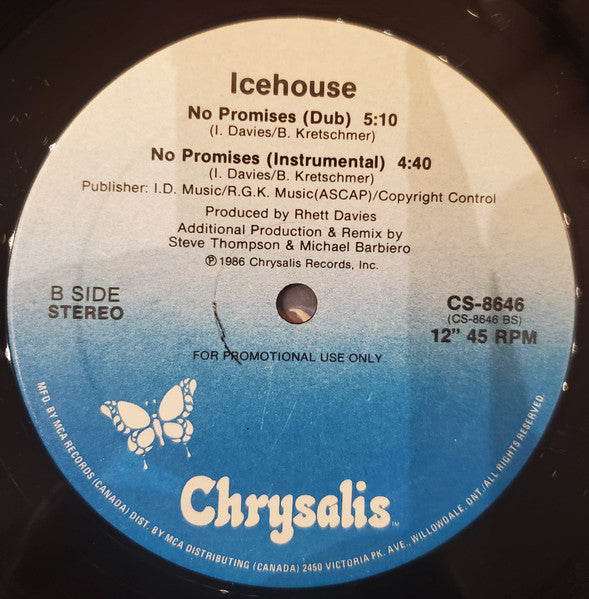 Icehouse
No Promises (Dub) 5:10
(I. Davies/B. Kretschmer)
No Promises (Instrumental) 4:40
(I. Davies/B. Kretschmer)
Publisher: I.D. Music/R.G.K. Music(ASCAP)/Copyright Control
Produced by Rhett Davies
Additional Production & Remix by
Steve Thompson & Michael Barbiero
℗ 1986 Chrysalis Records, Inc.
B SIDE
STEREO
CS-8646
(CS-8646 BS)
12" 45 RPM
FOR PROMOTIONAL USE ONLY
Chrysalis™
MFD. BY MCA RECORDS (CANADA) DIST. BY MCA DISTRIBUTING (CANADA) 2450 VICTORIA PK. AVE., WILLOWDALE, ONT./ALL RIGHTS RESERVED.